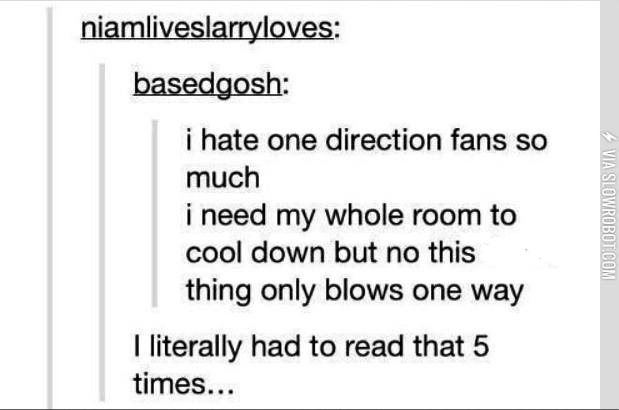 niamliveslarryloves:
basedgosh:
i hate one direction fans so
much
i need my whole room to
cool down but no this
thing only blows one way
I literally had to read that 5
times...
VIA SLOWROBOT.COM